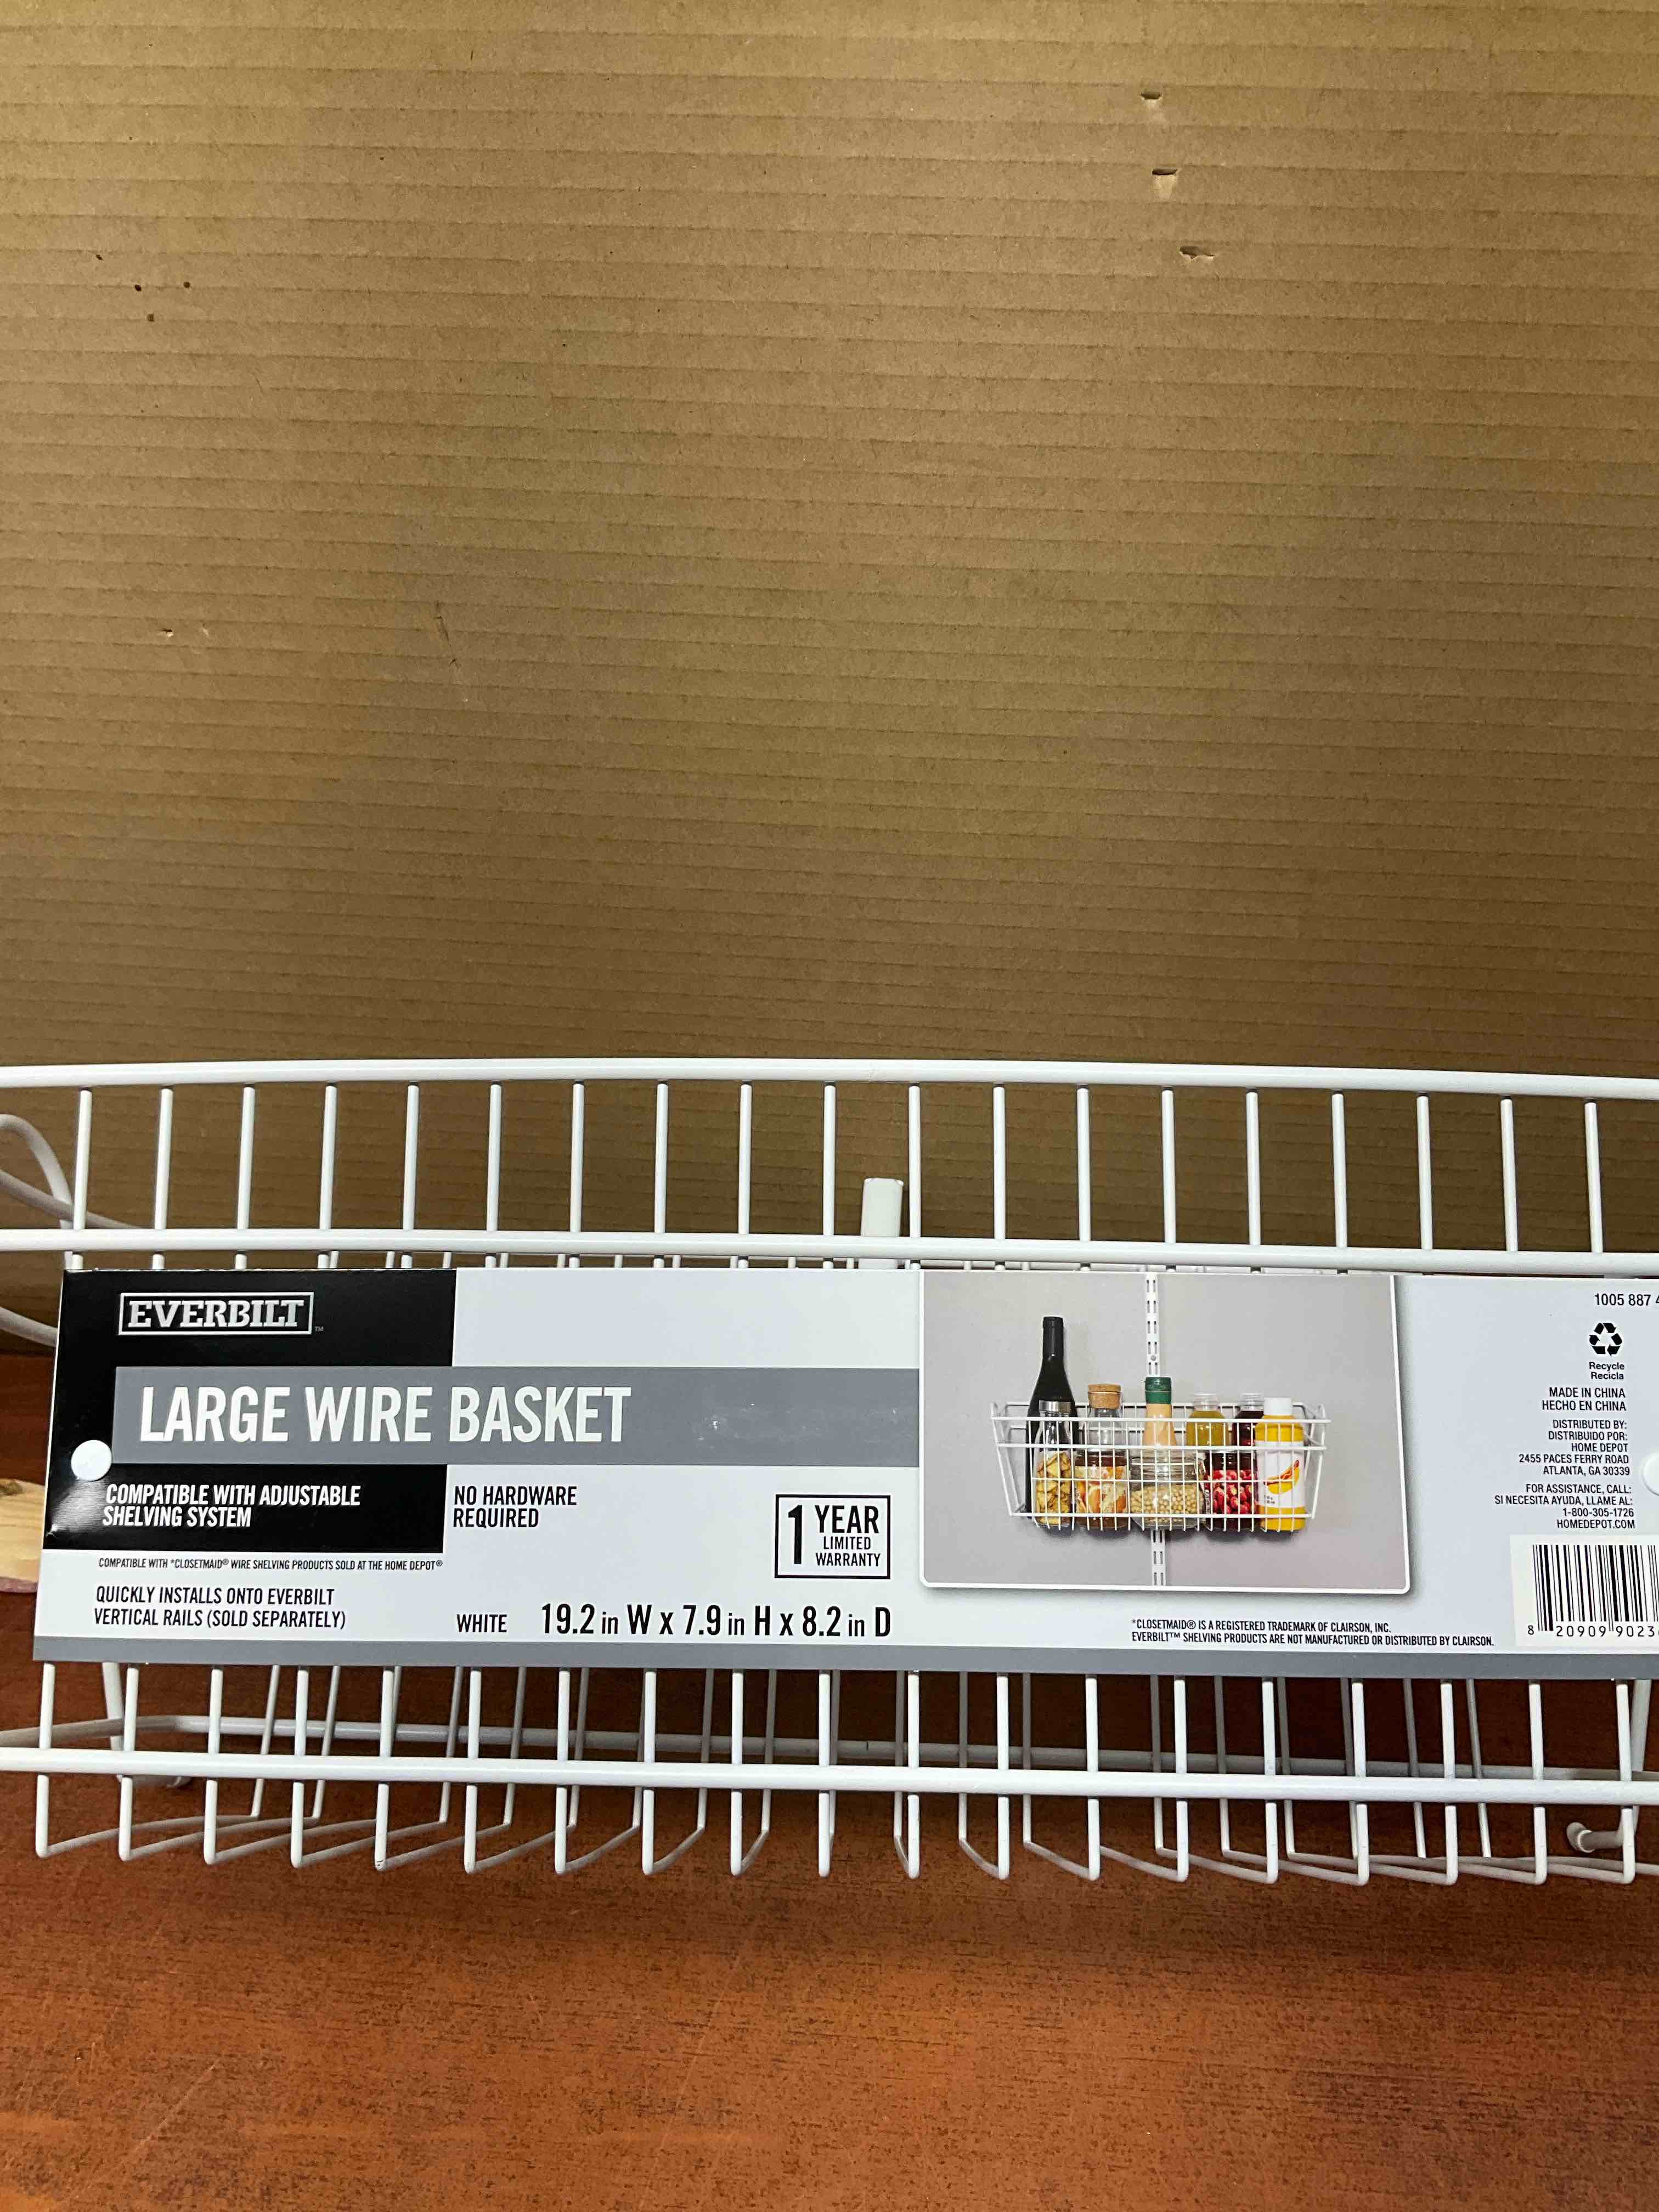 EVERBILT™
LARGE WIRE BASKET
COMPATIBLE WITH ADJUSTABLE
SHELVING SYSTEM
COMPATIBLE WITH *CLOSETMAID® WIRE SHELVING PRODUCTS SOLD AT THE HOME DEPOT®
QUICKLY INSTALLS ONTO EVERBILT
VERTICAL RAILS (SOLD SEPARATELY)
NO HARDWARE
REQUIRED
1 YEAR
LIMITED
WARRANTY
WHITE 19.2 in W x 7.9 in H x 8.2 in D
*CLOSETMAID® IS A REGISTERED TRADEMARK OF CLAIRSON, INC.
EVERBILT™ SHELVING PRODUCTS ARE NOT MANUFACTURED OR DISTRIBUTED BY CLAIRSON.
1005 887
Recycle
Recicla
MADE IN CHINA
HECHO EN CHINA
DISTRIBUTED BY:
DISTRIBUIDO POR:
HOME DEPOT
2455 PACES FERRY ROAD
ATLANTA, GA 30339
FOR ASSISTANCE, CALL:
SI NECESITA AYUDA, LLAME AL:
1-800-305-1726
HOMEDEPOT.COM
8 20909 9023